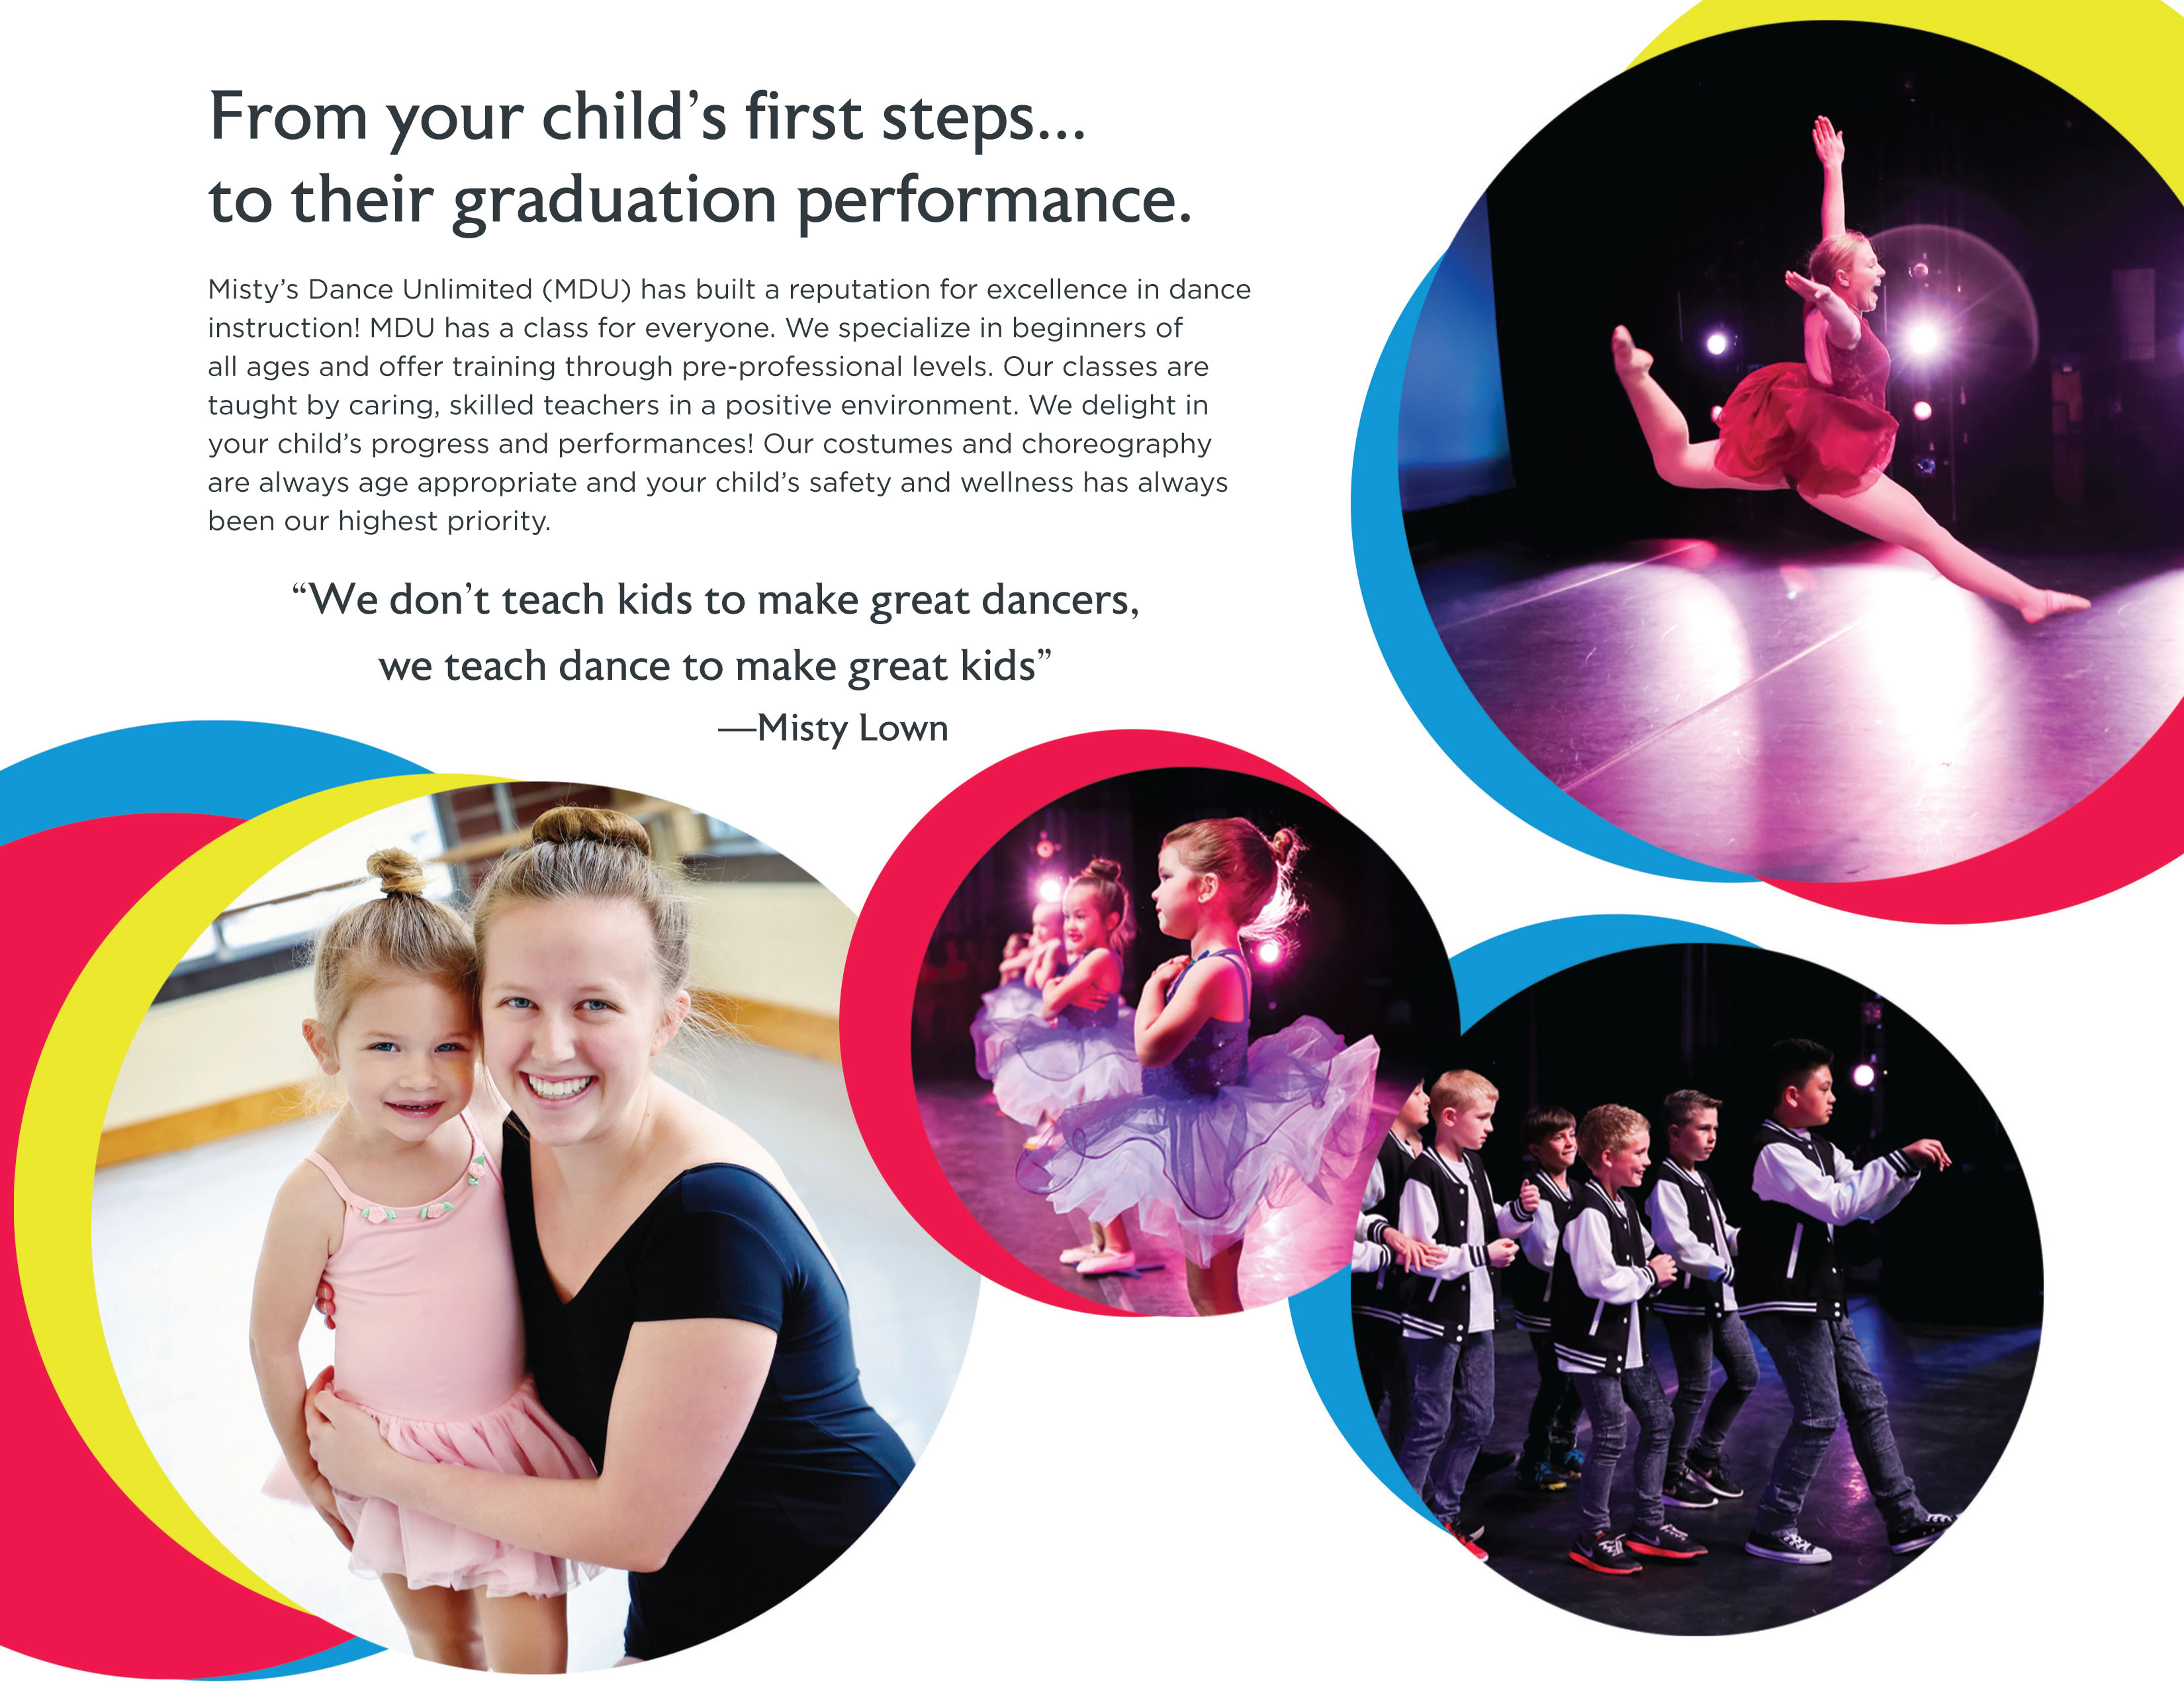 From your child’s first steps...
to their graduation performance.
Misty’s Dance Unlimited (MDU) has built a reputation for excellence in dance
instruction! MDU has a class for everyone. We specialize in beginners of
all ages and offer training through pre-professional levels. Our classes are
taught by caring, skilled teachers in a positive environment. We delight in
your child’s progress and performances! Our costumes and choreography
are always age appropriate and your child’s safety and wellness has always
been our highest priority.
“We don’t teach kids to make great dancers,
we teach dance to make great kids”
—Misty Lown